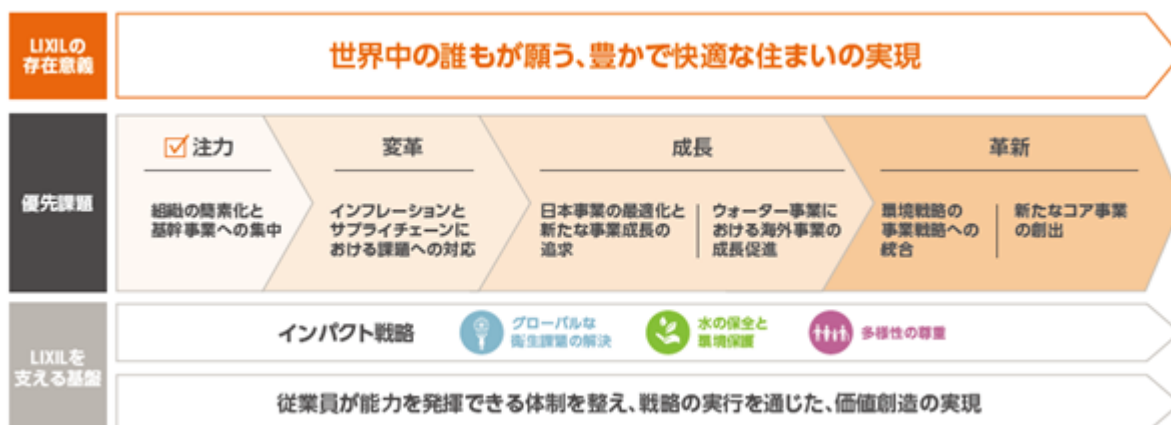 LIXILの
存在意義
世界中の誰もが願う、豊かで快適な住まいの実現
優先課題
注力
組織の簡素化と
基幹事業への集中
変革
インフレーションと
サプライチェーンに
おける課題への対応
成長
日本事業の最適化と
新たな事業成長の
追求
ウォーター事業に
おける海外事業の
成長促進
革新
環境戦略の
事業戦略への
統合
新たなコア事業
の創出
LIXILを
支える基盤
インパクト戦略
グローバルな
衛生課題の解決
水の保全と
環境保護
多様性の尊重
従業員が能力を発揮できる体制を整え、戦略の実行を通じた、価値創造の実現